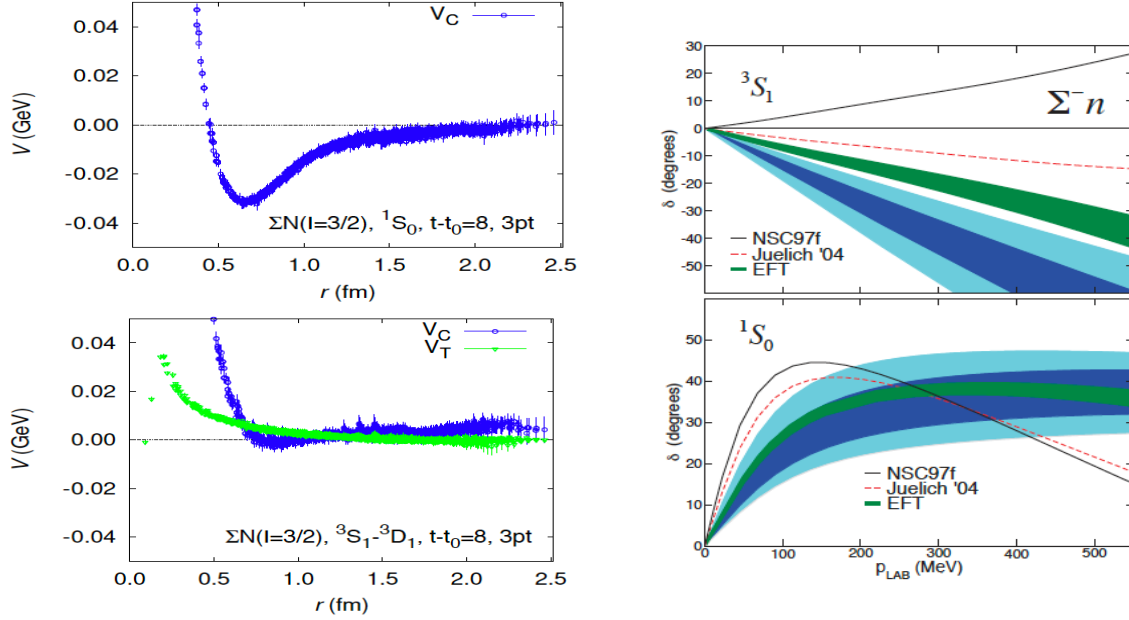 0.04
0.02
0.00
-0.02
-0.04
V (GeV)
V_C
ΣN(I=3/2), ¹S₀, t-t₀=8, 3pt
0.0 0.5 1.0 1.5 2.0 2.5
r (fm)
0.04
0.02
0.00
-0.02
-0.04
V (GeV)
V_C
V_T
ΣN(I=3/2), ³S₁-³D₁, t-t₀=8, 3pt
0.0 0.5 1.0 1.5 2.0 2.5
r (fm)
30
20
10
0
-10
-20
-30
-40
-50
δ (degrees)
³S₁
Σ⁻n
NSC97f
Juelich '04
EFT
50
40
30
20
10
0
δ (degrees)
¹S₀
NSC97f
Juelich '04
EFT
0 100 200 300 400 500
p_LAB (MeV)